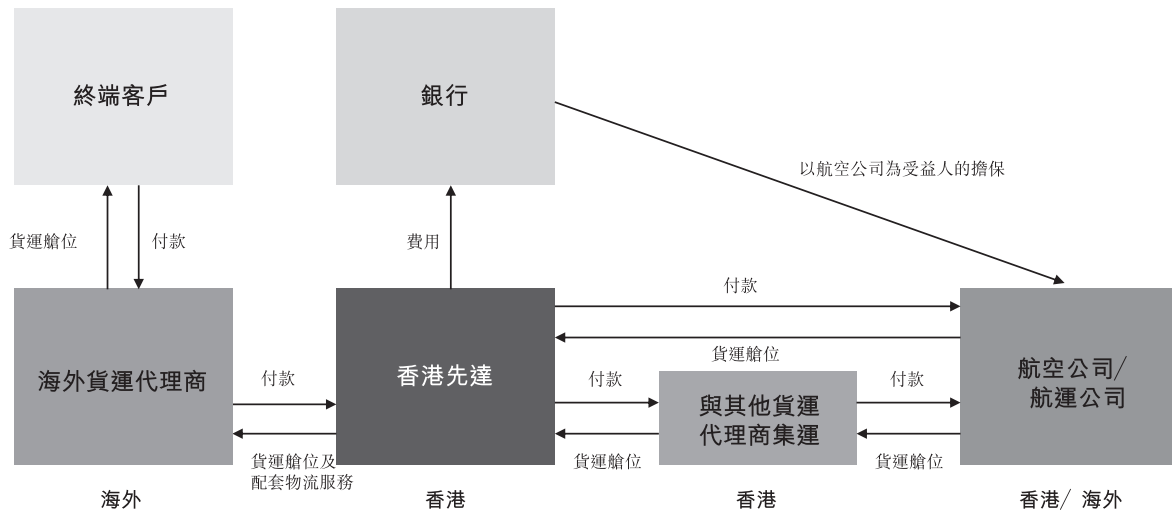 終端客戶
銀行
以航空公司為受益人的擔保
貨運艙位
付款
費用
付款
貨運艙位
海外貨運代理商
付款
香港先達
付款
與其他貨運
代理商集運
付款
航空公司/
航運公司
貨運艙位及
配套物流服務
貨運艙位
貨運艙位
海外
香港
香港
香港/ 海外